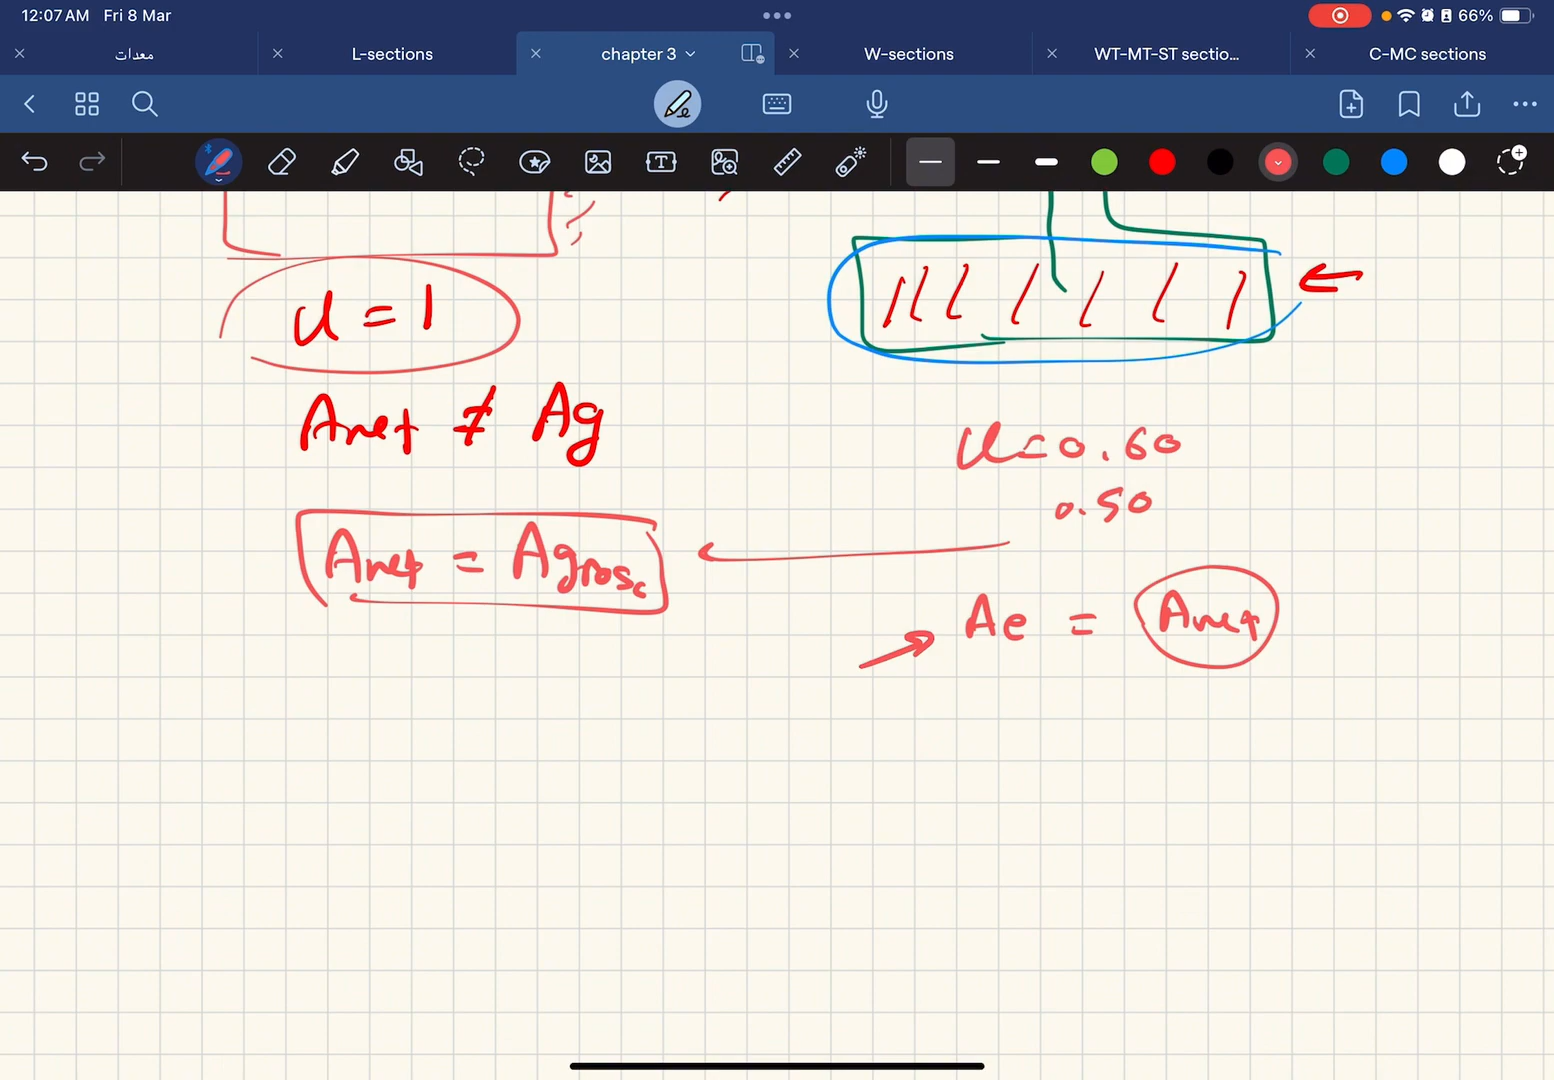 12:07 AM Fri 8 Mar
66%
معدات
L-sections
chapter 3
W-sections
WT-MT-ST sectio...
C-MC sections
U = 1
Anet ≠ Ag
U = 0.60
0.50
Anet = Agross
Ae = Anet